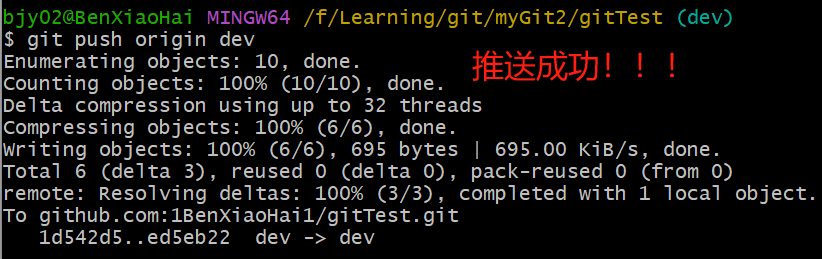 bjy02@BenXiaoHai MINGW64 /f/Learning/git/myGit2/gitTest (dev)
$ git push origin dev
Enumerating objects: 10, done.
推送成功！！！
Counting objects: 100% (10/10), done.
Delta compression using up to 32 threads
Compressing objects: 100% (6/6), done.
Writing objects: 100% (6/6), 695 bytes | 695.00 KiB/s, done.
Total 6 (delta 3), reused 0 (delta 0), pack-reused 0 (from 0)
remote: Resolving deltas: 100% (3/3), completed with 1 local object.
To github.com:1BenXiaoHai1/gitTest.git
   1d542d5..ed5eb22  dev -> dev